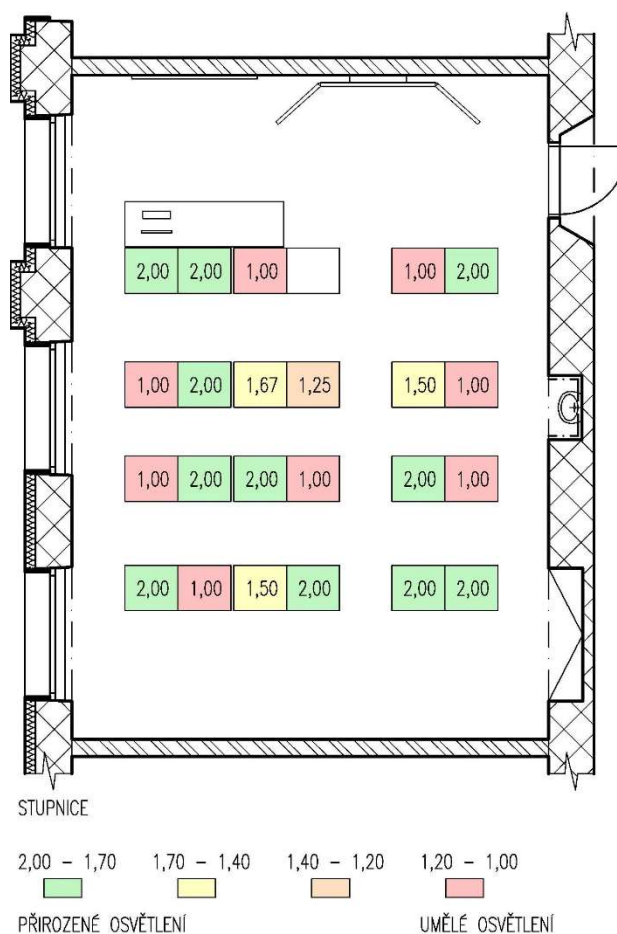 2,00 2,00 1,00 1,00 2,00
1,00 2,00 1,67 1,25 1,50 1,00
1,00 2,00 2,00 1,00 2,00 1,00
2,00 1,00 1,50 2,00 2,00 2,00
STUPNICE
2,00 – 1,70 1,70 – 1,40 1,40 – 1,20 1,20 – 1,00
PŘIROZENÉ OSVĚTLENÍ UMĚLÉ OSVĚTLENÍ